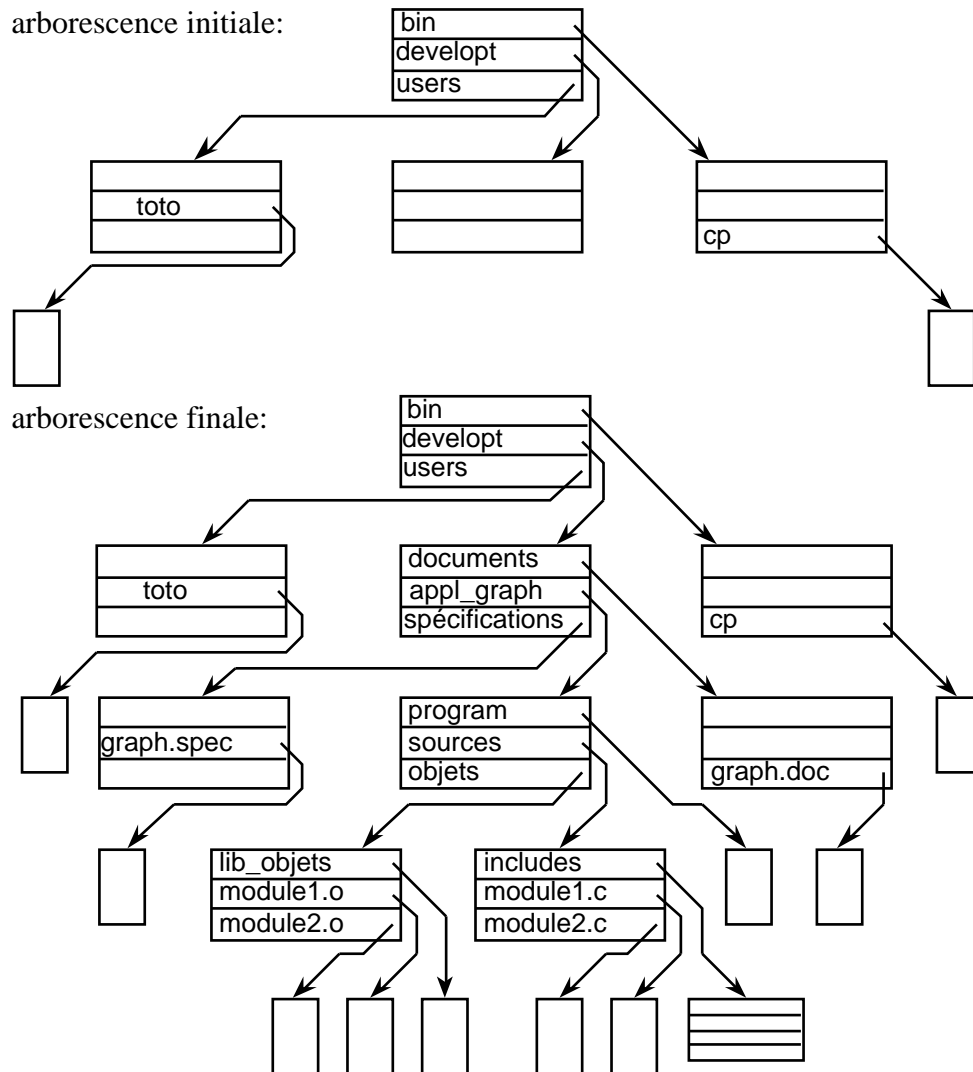 arborescence initiale:
bin
developt
users
toto
cp
arborescence finale:
bin
developt
users
documents
toto
appl_graph
spécifications
cp
program
graph.spec
sources
objets
graph.doc
lib_objets
includes
module1.o
module1.c
module2.o
module2.c